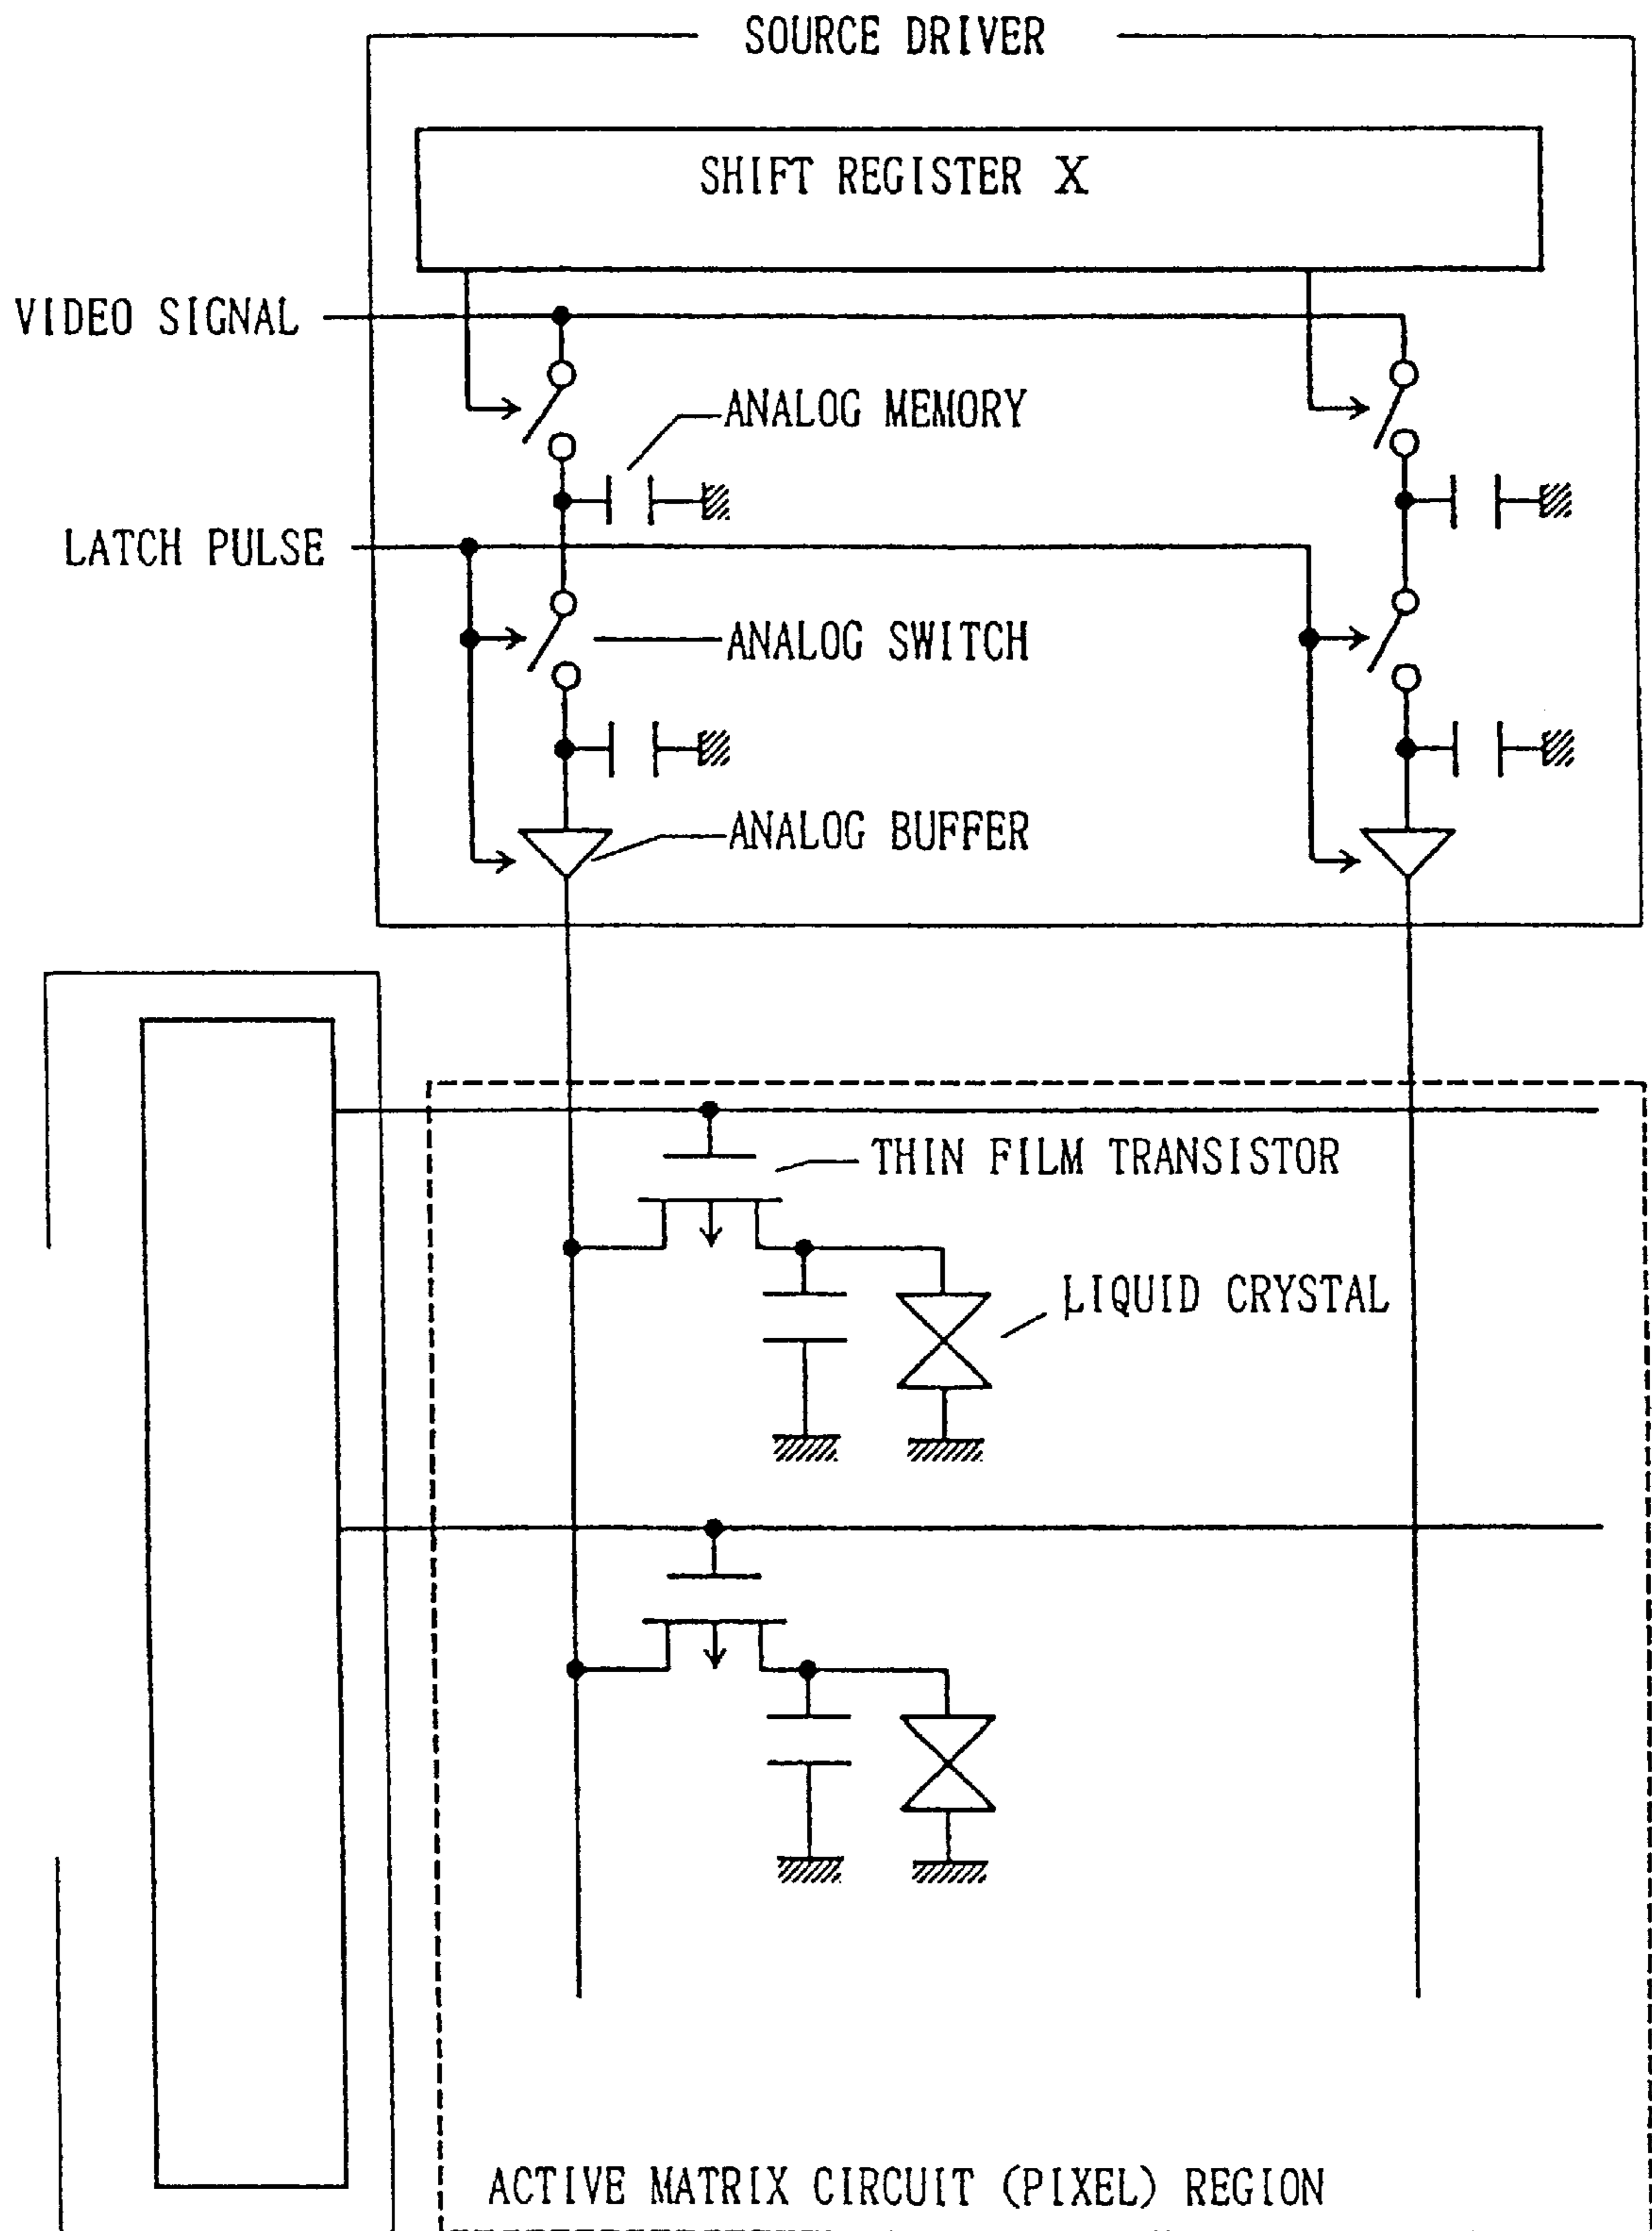 SOURCE DRIVER
SHIFT REGISTER X
VIDEO SIGNAL
ANALOG MEMORY
LATCH PULSE
ANALOG SWITCH
ANALOG BUFFER
THIN FILM TRANSISTOR
LIQUID CRYSTAL
ACTIVE MATRIX CIRCUIT (PIXEL) REGION